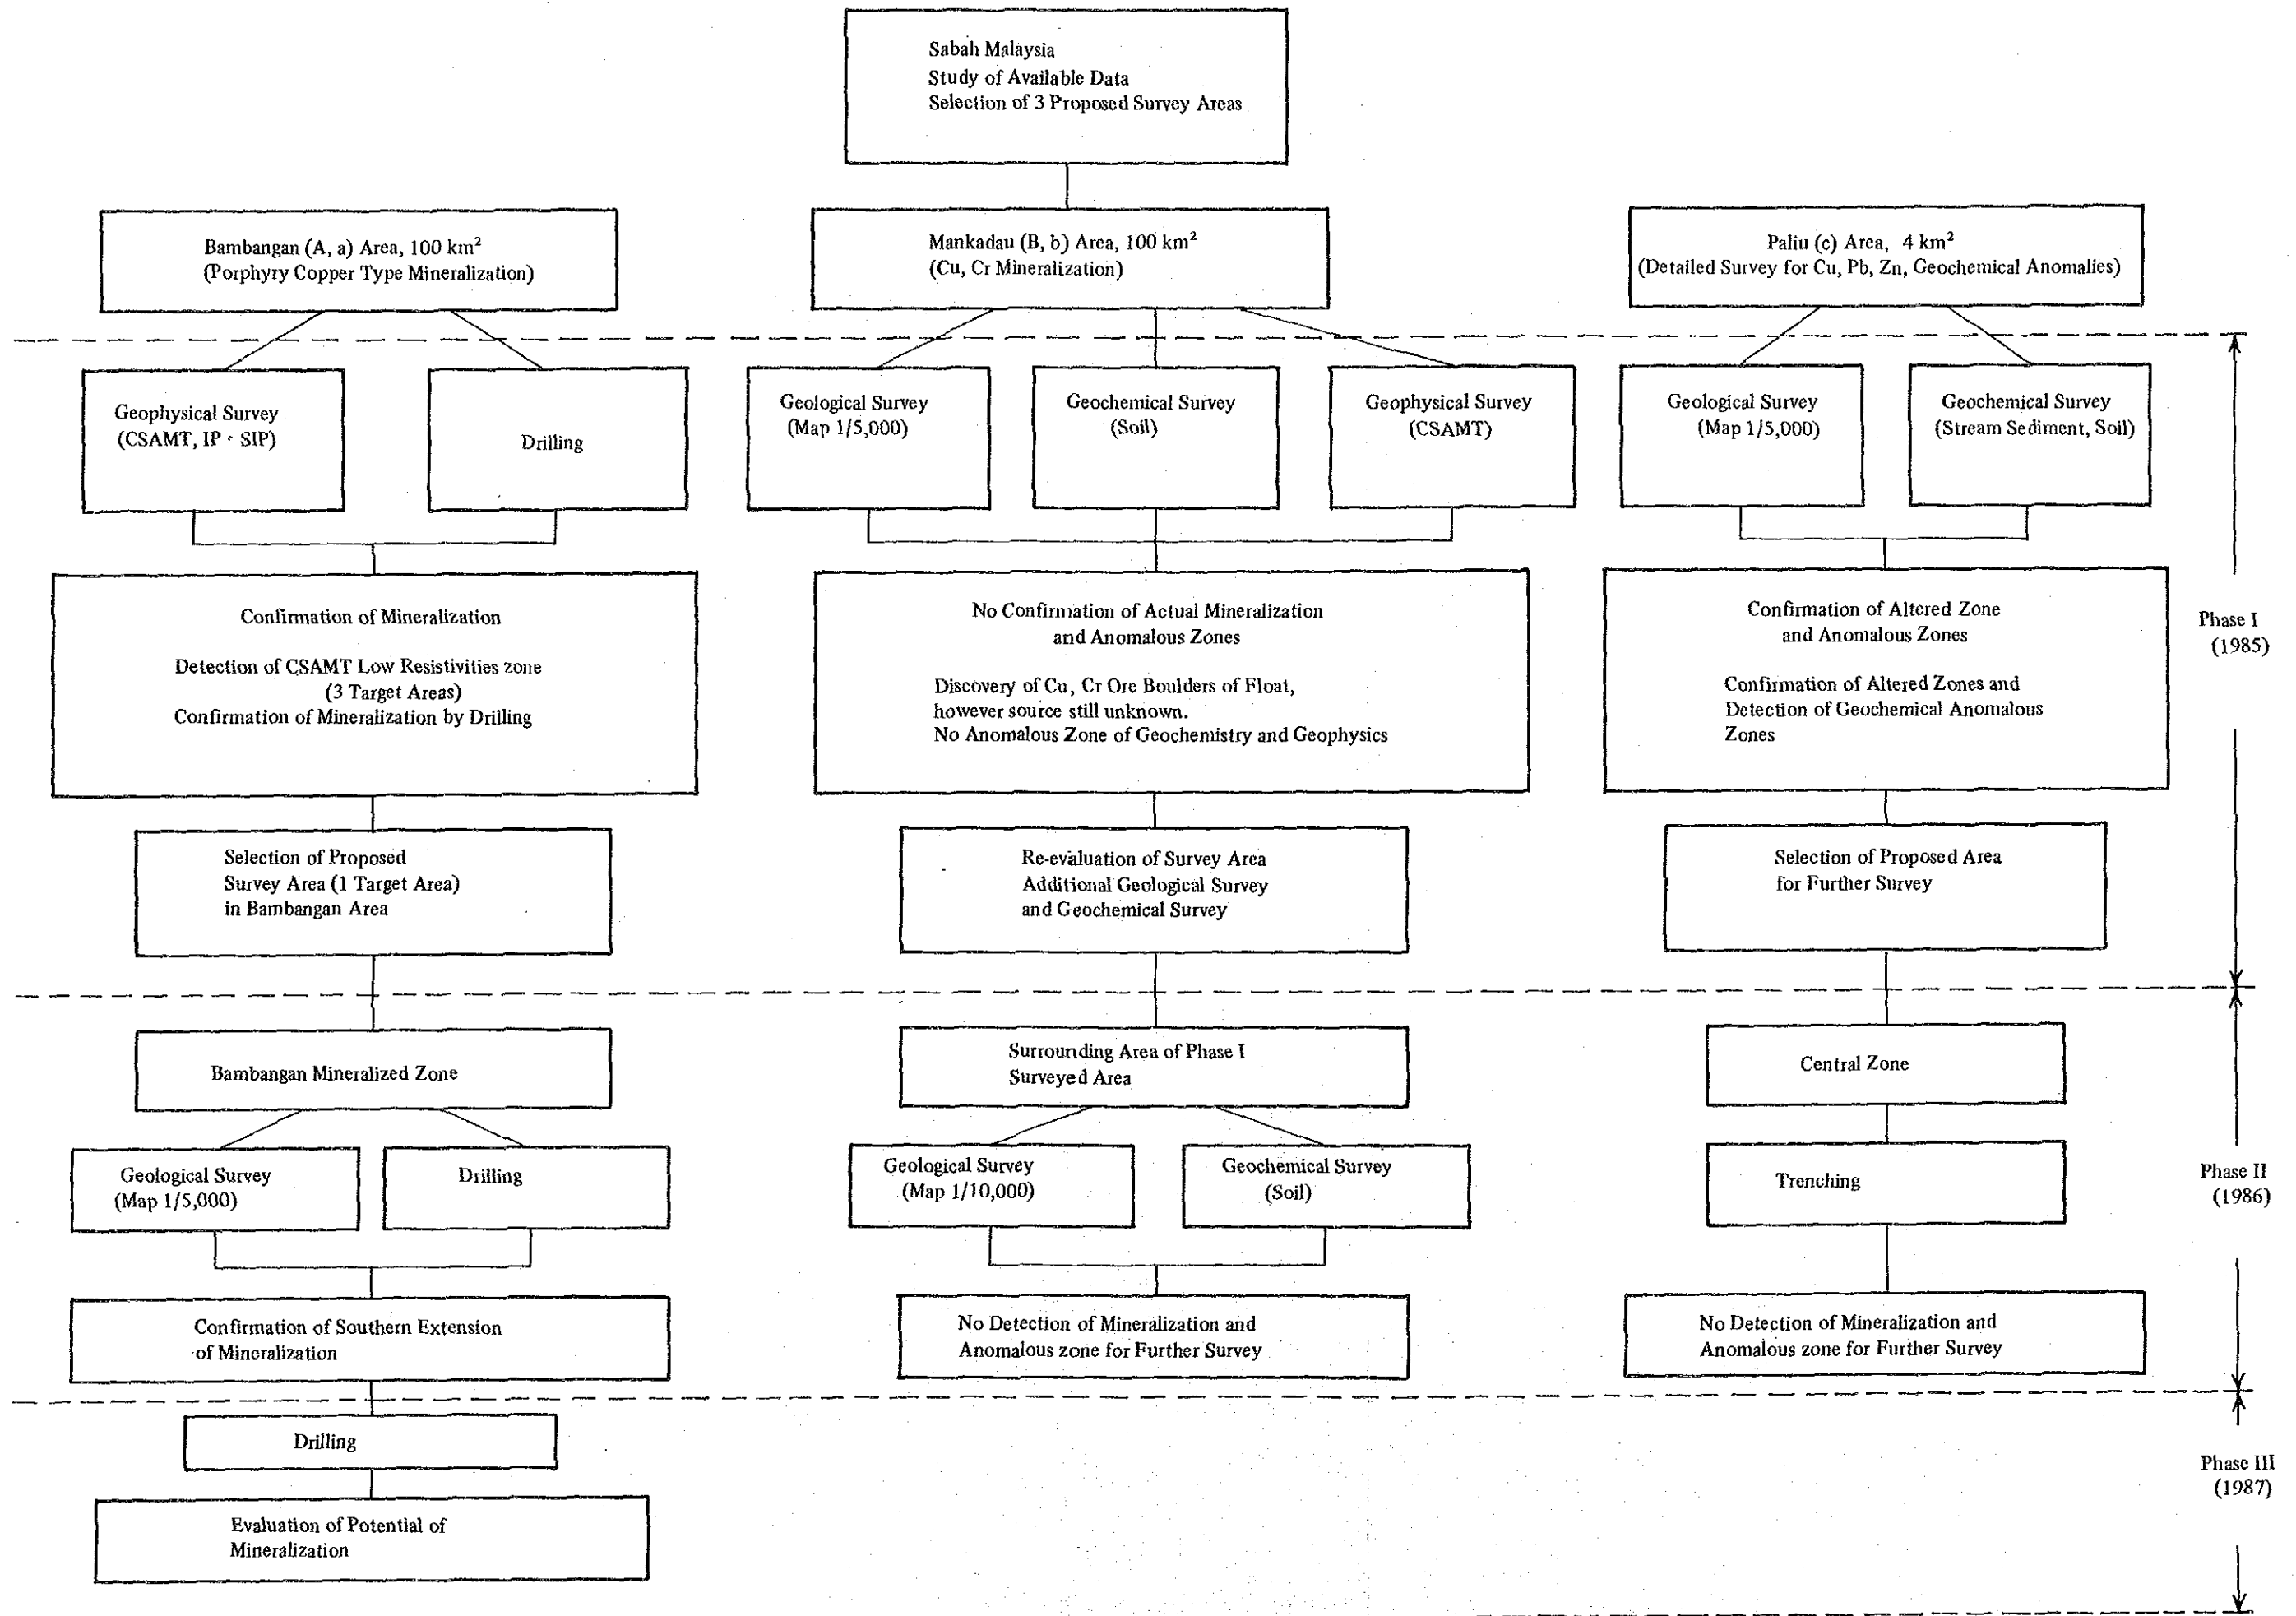 Sabah Malaysia
Study of Available Data
Selection of 3 Proposed Survey Areas
Bambangan (A, a) Area, 100 km²
(Porphyry Copper Type Mineralization)
Mankadau (B, b) Area, 100 km²
(Cu, Cr Mineralization)
Paliu (c) Area, 4 km²
(Detailed Survey for Cu, Pb, Zn, Geochemical Anomalies)
Geophysical Survey
(CSAMT, IP · SIP)
Drilling
Geological Survey
(Map 1/5,000)
Geochemical Survey
(Soil)
Geophysical Survey
(CSAMT)
Geological Survey
(Map 1/5,000)
Geochemical Survey
(Stream Sediment, Soil)
Confirmation of Mineralization
Detection of CSAMT Low Resistivities zone
(3 Target Areas)
Confirmation of Mineralization by Drilling
No Confirmation of Actual Mineralization
and Anomalous Zones
Discovery of Cu, Cr Ore Boulders of Float,
however source still unknown.
No Anomalous Zone of Geochemistry and Geophysics
Confirmation of Altered Zone
and Anomalous Zones
Confirmation of Altered Zones and
Detection of Geochemical Anomalous
Zones
Phase I
(1985)
Selection of Proposed
Survey Area (1 Target Area)
in Bambangan Area
Re-evaluation of Survey Area
Additional Geological Survey
and Geochemical Survey
Selection of Proposed Area
for Further Survey
Bambangan Mineralized Zone
Surrounding Area of Phase I
Surveyed Area
Central Zone
Geological Survey
(Map 1/5,000)
Drilling
Geological Survey
(Map 1/10,000)
Geochemical Survey
(Soil)
Trenching
Phase II
(1986)
Confirmation of Southern Extension
of Mineralization
No Detection of Mineralization and
Anomalous zone for Further Survey
No Detection of Mineralization and
Anomalous zone for Further Survey
Drilling
Phase III
(1987)
Evaluation of Potential of
Mineralization